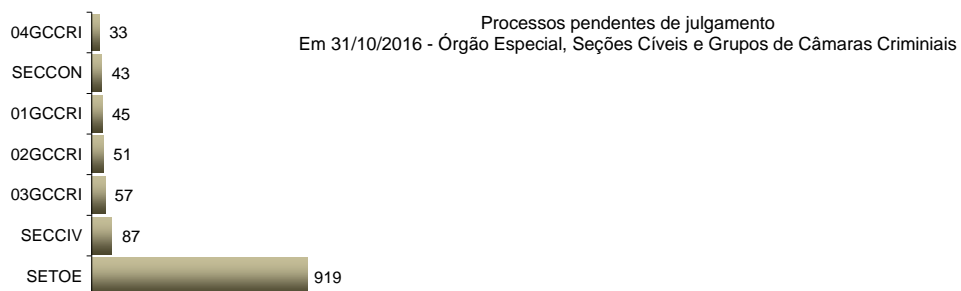 Processos pendentes de julgamento
Em 31/10/2016 - Órgão Especial, Seções Cíveis e Grupos de Câmaras Criminiais
04GCCRI 33
SECCON 43
01GCCRI 45
02GCCRI 51
03GCCRI 57
SECCIV 87
SETOE 919